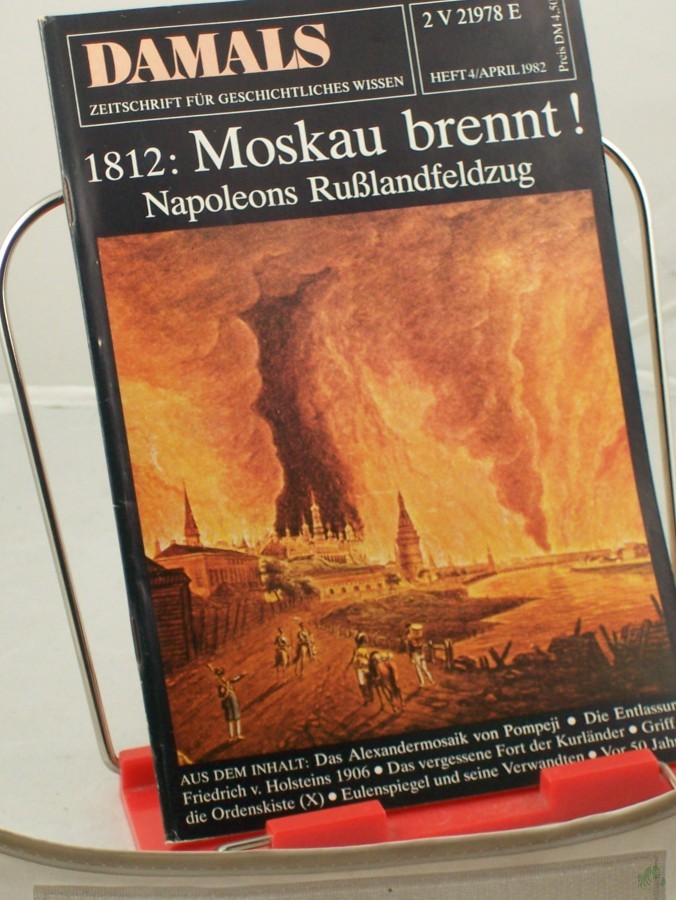 DAMALS
ZEITSCHRIFT FÜR GESCHICHTLICHES WISSEN
2 V 21978 E
HEFT 4/APRIL 1982
Preis DM 4,50
1812: Moskau brennt!
Napoleons Rußlandfeldzug
AUS DEM INHALT: Das Alexandermosaik von Pompeji • Die Entlassun
Friedrich v. Holsteins 1906 • Das vergessene Fort der Kurländer • Griff
die Ordenskiste (X) • Eulenspiegel und seine Verwandten • Vor 50 Jahr